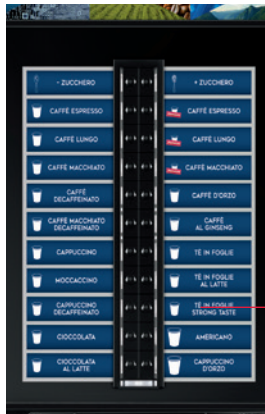 - ZUCCHERO
CAFFÈ ESPRESSO
CAFFÈ LUNGO
CAFFÈ MACCHIATO
CAFFÈ
DECAFFEINATO
CAFFÈ MACCHIATO
DECAFFEINATO
CAPPUCCINO
MOCCACCINO
CAPPUCCINO
DECAFFEINATO
CIOCCOLATA
CIOCCOLATA
AL LATTE
+ ZUCCHERO
CAFFÈ ESPRESSO
CAFFÈ LUNGO
CAFFÈ MACCHIATO
CAFFÈ D'ORZO
CAFFÈ
AL GINSENG
TÈ IN FOGLIE
TÈ IN FOGLIE
AL LATTE
TÈ IN FOGLIE
STRONG TASTE
AMERICANO
CAPPUCCINO
D'ORZO